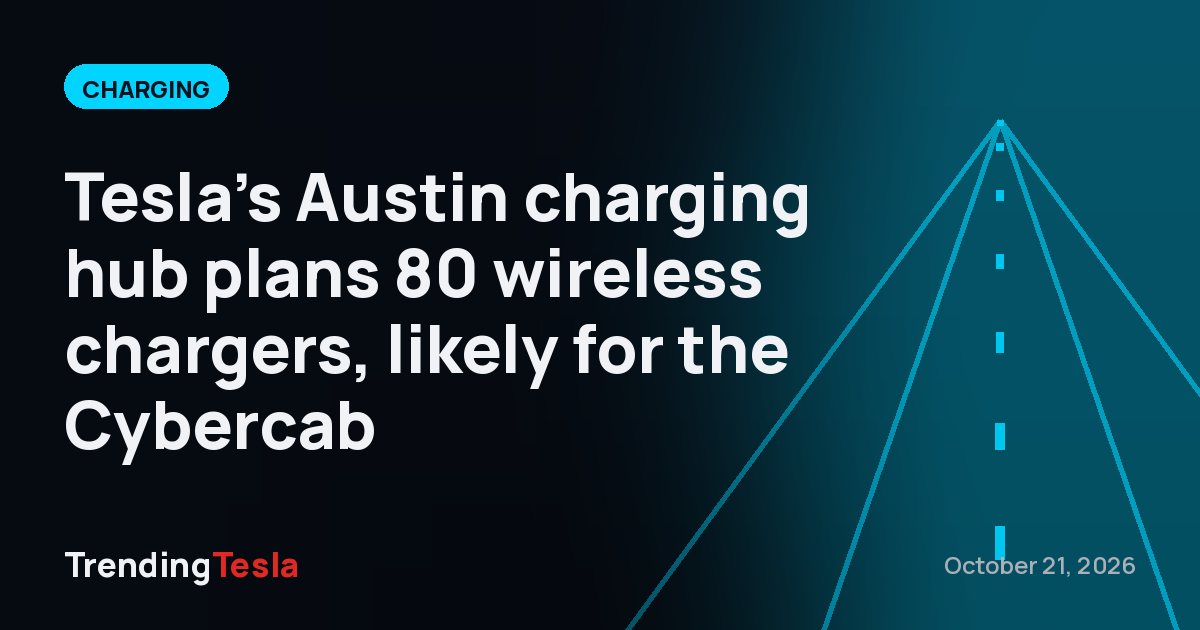 CHARGING
Tesla’s Austin charging
hub plans 80 wireless
chargers, likely for the
Cybercab
TrendingTesla
October 21, 2026